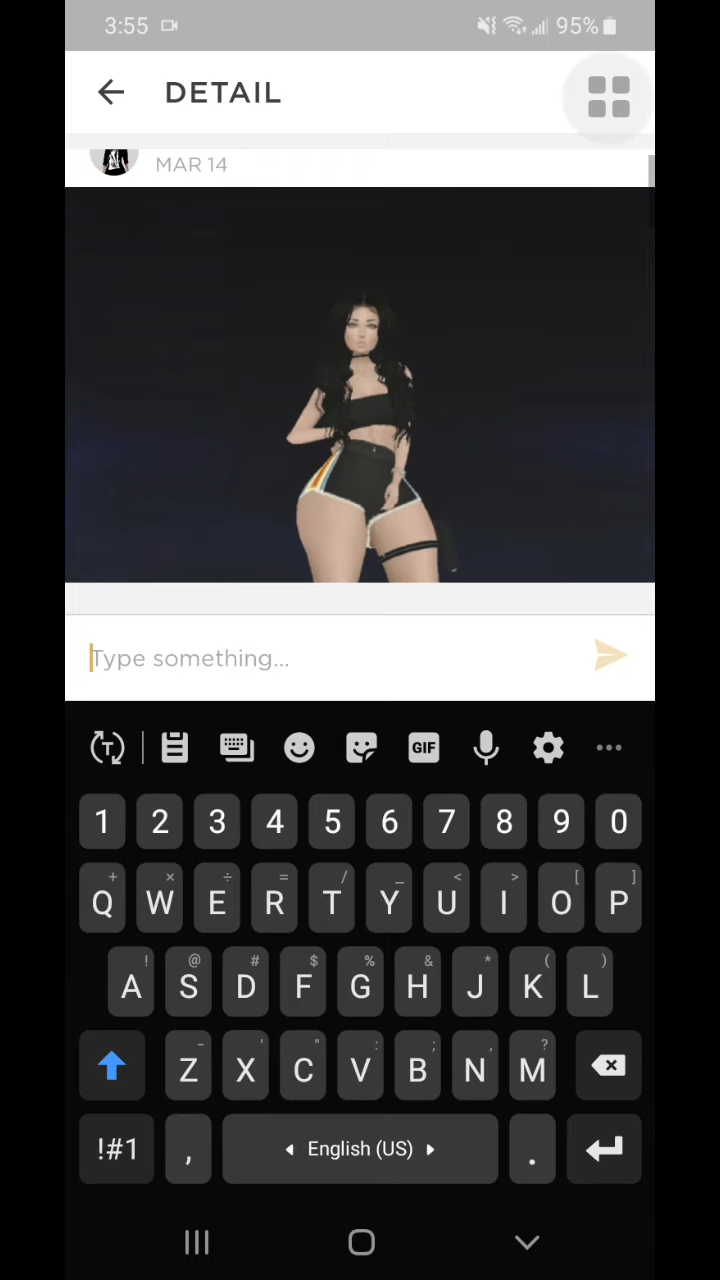 3:55 95%
DETAIL
MAR 14
Type something...
GIF
1 2 3 4 5 6 7 8 9 0
+ × ÷ = / _ < > [ ]
Q W E R T Y U I O P
! @ # $ % & * ( )
A S D F G H J K L
- ' " : ; , ?
Z X C V B N M
!#1 , English (US) .